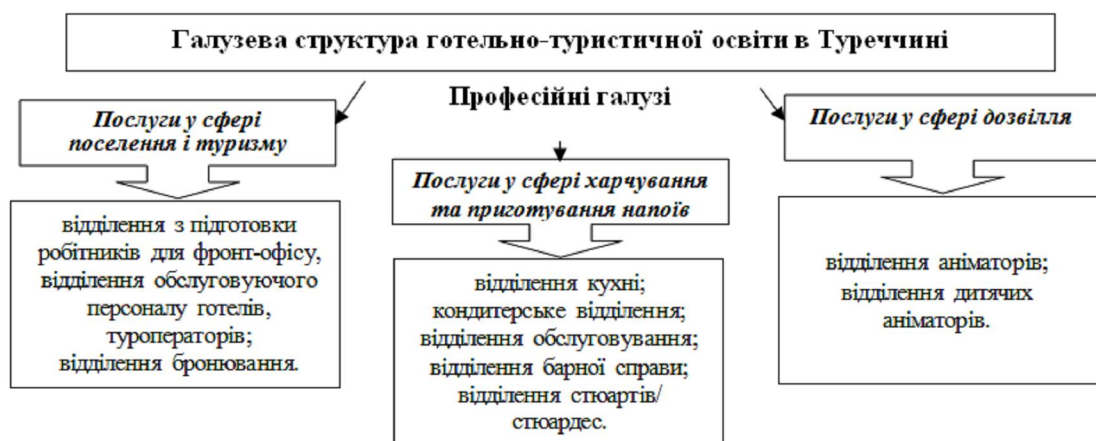 Галузева структура готельно-туристичної освіти в Туреччині
Професійні галузі
Послуги у сфері
поселення і туризму
відділення з підготовки
робітників для фронт-офісу,
відділення обслуговуючого
персоналу готелів,
туроператорів;
відділення бронювання.
Послуги у сфері харчування
та приготування напоїв
відділення кухні;
кондитерське відділення;
відділення обслуговування;
відділення барної справи;
відділення стюартів/
стюардес.
Послуги у сфері дозвілля
відділення аніматорів;
відділення дитячих
аніматорів.